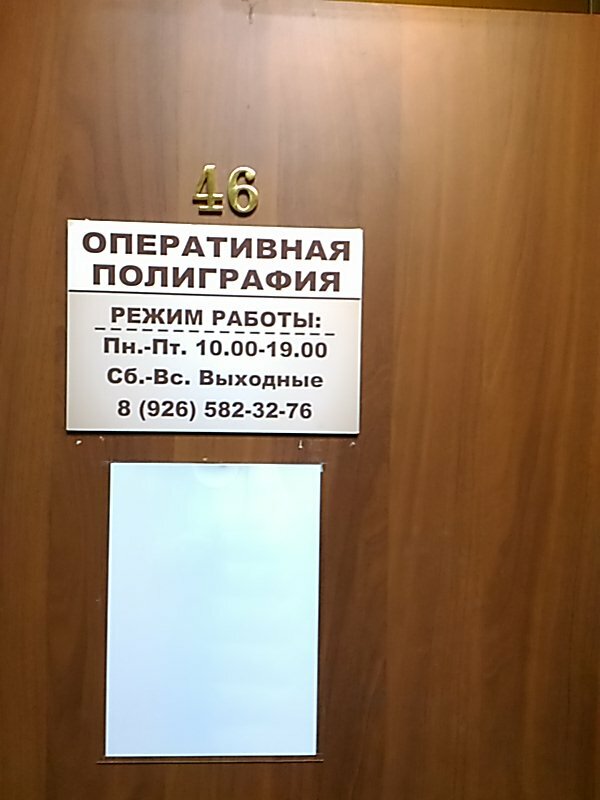 46
ОПЕРАТИВНАЯ
ПОЛИГРАФИЯ
РЕЖИМ РАБОТЫ:
Пн.-Пт. 10.00-19.00
Сб.-Вс. Выходные
8 (926) 582-32-76